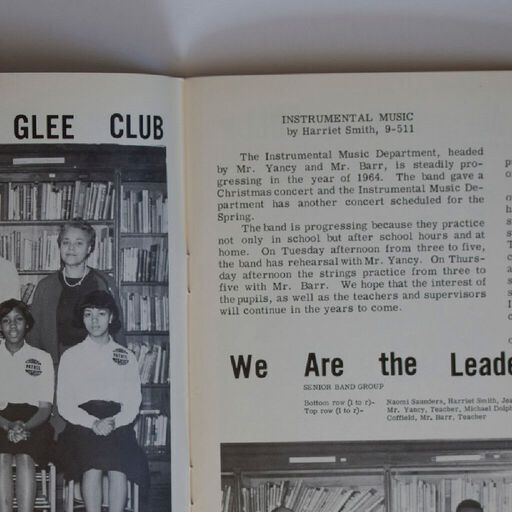 GLEE CLUB
INSTRUMENTAL MUSIC
by Harriet Smith, 9-511
The Instrumental Music Department, headed
by Mr. Yancy and Mr. Barr, is steadily pro-
gressing in the year of 1964. The band gave a
Christmas concert and the Instrumental Music De-
partment has another concert scheduled for the
Spring.
The band is progressing because they practice
not only in school but after school hours and at
home. On Tuesday afternoon from three to five,
the band has rehearsal with Mr. Yancy. On Thurs-
day afternoon the strings practice from three to
five with Mr. Barr. We hope that the interest of
the pupils, as well as the teachers and supervisors
will continue in the years to come.
We Are the Leade
SENIOR BAND GROUP
Bottom row (l to r)- Naomi Saunders, Harriet Smith, Jea
Top row (l to r)- Mr. Yancy, Teacher, Michael Dolph
Coffield, Mr. Barr, Teacher